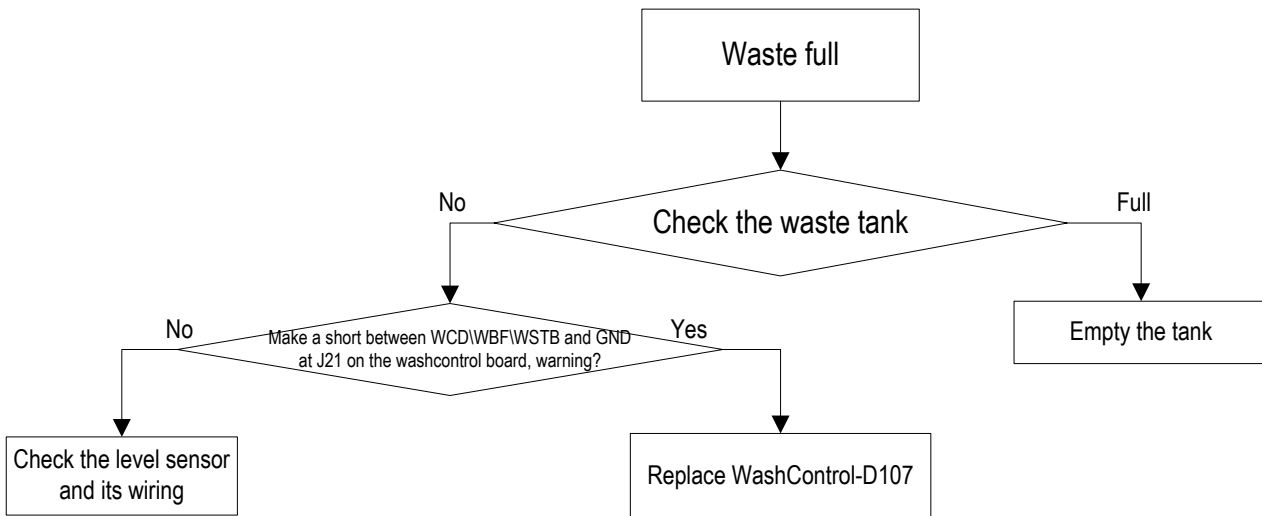 Waste full
No
Full
Check the waste tank
No
Make a short between WCD\WBF\WSTB and GND
at J21 on the washcontrol board, warning?
Yes
Empty the tank
Check the level sensor
and its wiring
Replace WashControl-D107